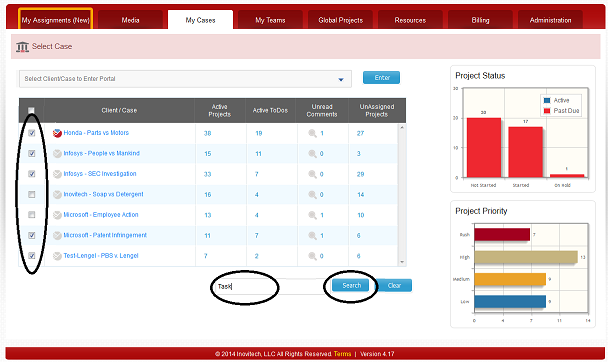 My Assignments (New) Media My Cases My Teams Global Projects Resources Billing Administration
Select Case
Select Client/Case to Enter Portal Enter
Client / Case Active Projects Active ToDos Unread Comments UnAssigned Projects
Honda - Parts vs Motors 38 19 1 27
Infosys - People vs Mankind 15 11 0 3
Infosys - SEC Investigation 33 7 0 29
Inovitech - Soap vs Detergent 16 4 0 14
Microsoft - Employee Action 13 4 1 10
Microsoft - Patent Infringement 11 7 1 6
Test-Lengel - PBS v. Lengel 7 2 0 6
Task Search Clear
Project Status
Active
Past Due
30
20
10
0
20
17
1
Not Started Started On Hold
Project Priority
Rush 7
High 13
Medium 9
Low 9
0 4 7 11 14
© 2014 Inovitech, LLC All Rights Reserved. Terms | Version 4.17